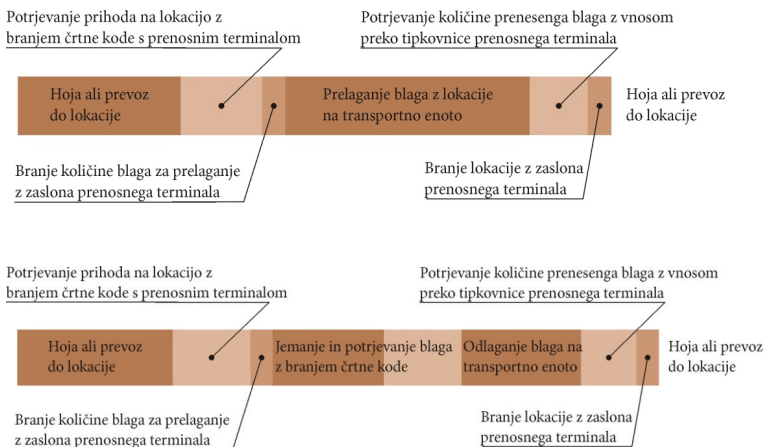 Potrjevanje prihoda na lokacijo z
branjem črtne kode s prenosnim terminalom
Potrjevanje količine prenesenga blaga z vnosom
preko tipkovnice prenosnega terminala
Hoja ali prevoz
do lokacije
Prelaganje blaga z lokacije
na transportno enoto
Hoja ali prevoz
do lokacije
Branje količine blaga za prelaganje
z zaslona prenosnega terminala
Branje lokacije z zaslona
prenosnega terminala
Potrjevanje prihoda na lokacijo z
branjem črtne kode s prenosnim terminalom
Potrjevanje količine prenesenga blaga z vnosom
preko tipkovnice prenosnega terminala
Hoja ali prevoz
do lokacije
Jemanje in potrjevanje blaga
z branjem črtne kode
Odlaganje blaga na
transportno enoto
Hoja ali prevoz
do lokacije
Branje količine blaga za prelaganje
z zaslona prenosnega terminala
Branje lokacije z zaslona
prenosnega terminala